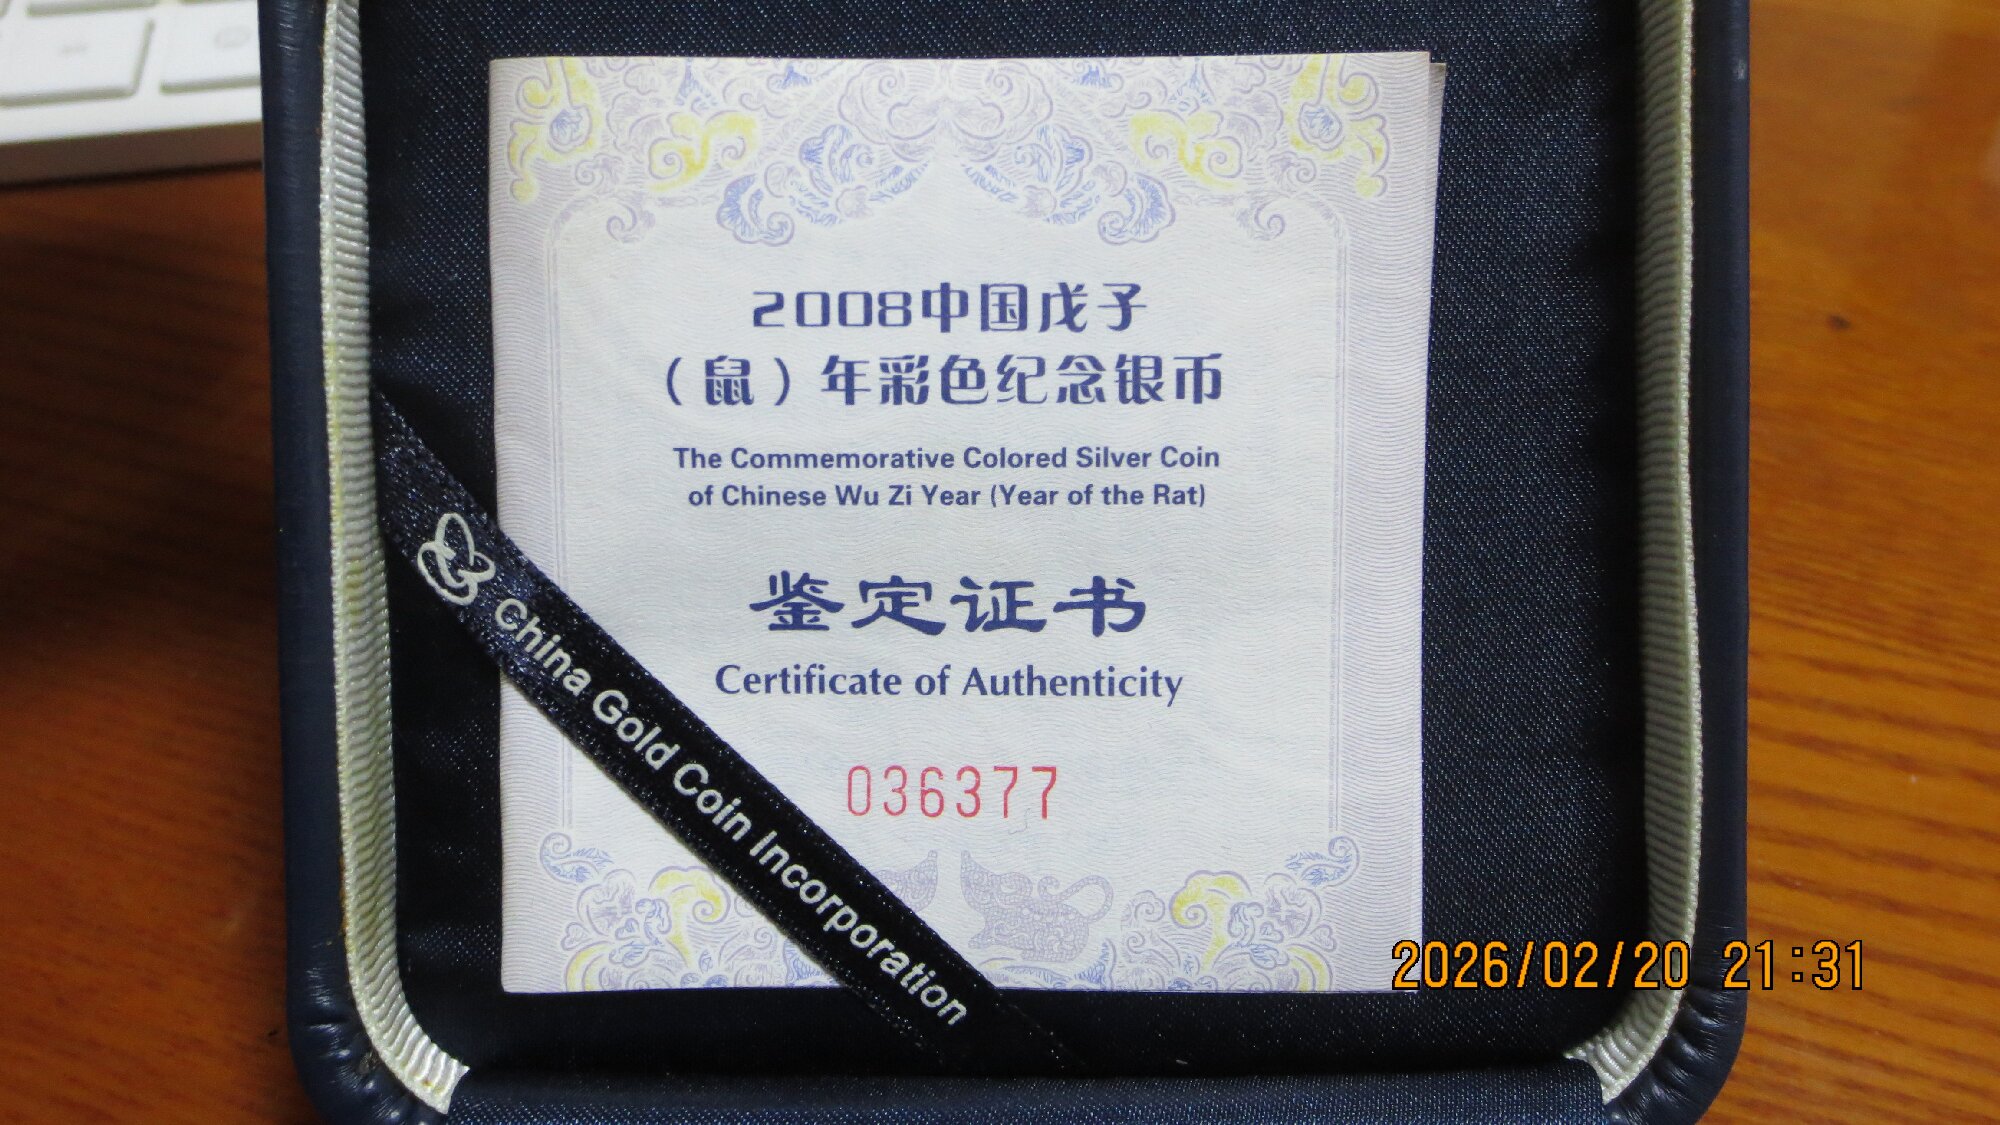 2008中国戊子
（鼠）年彩色纪念银币
The Commemorative Colored Silver Coin
of Chinese Wu Zi Year (Year of the Rat)
鉴定证书
Certificate of Authenticity
036377
China Gold Coin Incorporation
2026/02/20 21:31